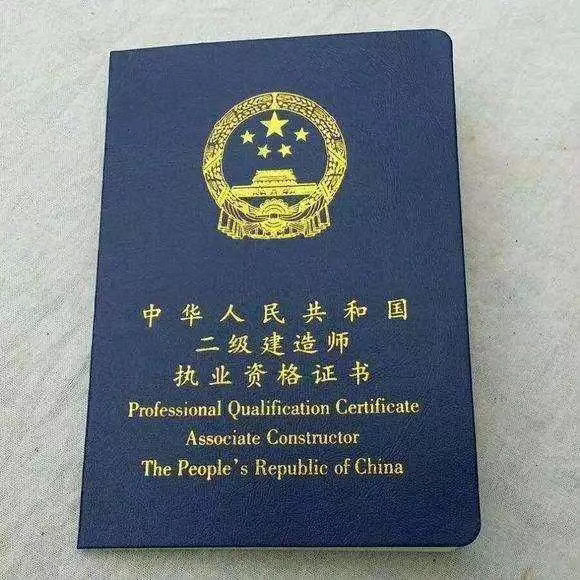 中华人民共和国
二级建造师
执业资格证书
Professional Qualification Certificate
Associate Constructor
The People's Republic of China